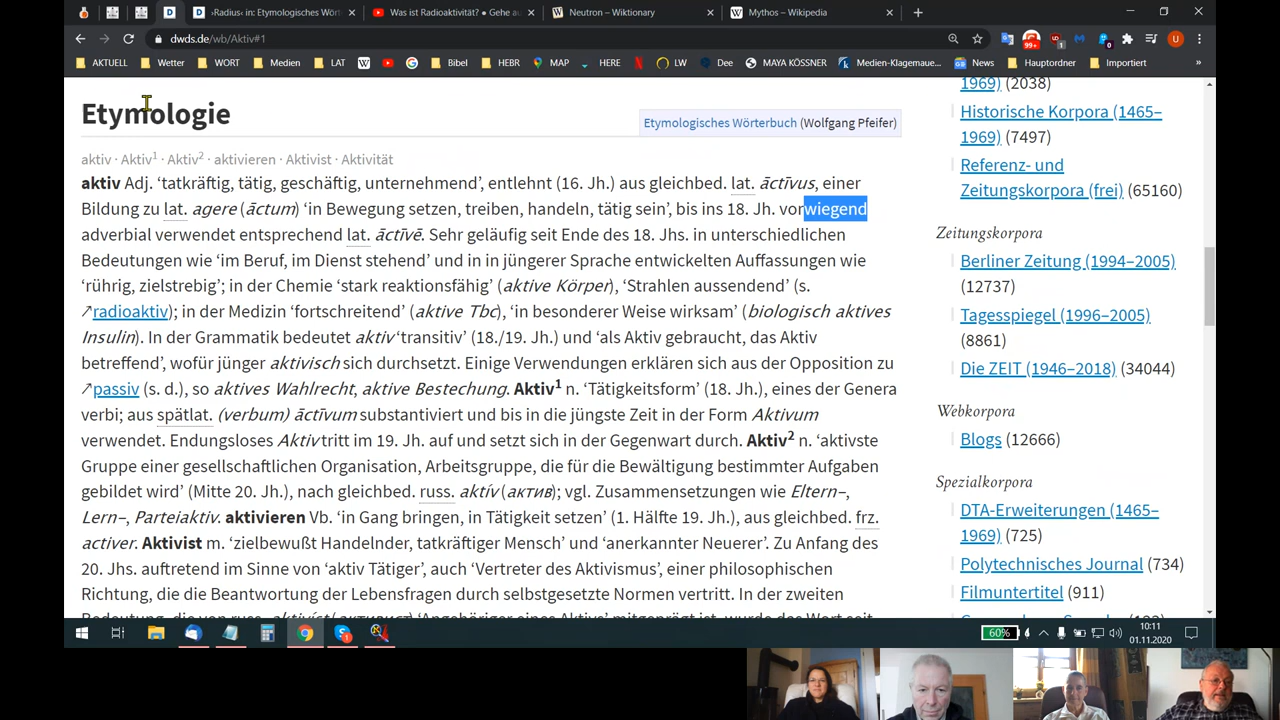 ›Radius‹ in: Etymologisches Wört
Was ist Radioaktivität? ● Gehe au
Neutron – Wiktionary
Mythos – Wikipedia
dwds.de/wb/Aktiv#1
AKTUELL Wetter WORT Medien LAT Bibel HEBR MAP HERE LW Dee MAYA KÖSSNER Medien-Klagemaue... News Hauptordner Importiert
Etymologie
Etymologisches Wörterbuch (Wolfgang Pfeifer)
aktiv · Aktiv¹ · Aktiv² · aktivieren · Aktivist · Aktivität
aktiv Adj. ‘tatkräftig, tätig, geschäftig, unternehmend’, entlehnt (16. Jh.) aus gleichbed. lat. āctīvus, einer
Bildung zu lat. agere (āctum) ‘in Bewegung setzen, treiben, handeln, tätig sein’, bis ins 18. Jh. vorwiegend
adverbial verwendet entsprechend lat. āctīvē. Sehr geläufig seit Ende des 18. Jhs. in unterschiedlichen
Bedeutungen wie ‘im Beruf, im Dienst stehend’ und in in jüngerer Sprache entwickelten Auffassungen wie
‘rührig, zielstrebig’; in der Chemie ‘stark reaktionsfähig’ (aktive Körper), ‘Strahlen aussendend’ (s.
↗radioaktiv); in der Medizin ‘fortschreitend’ (aktive Tbc), ‘in besonderer Weise wirksam’ (biologisch aktives
Insulin). In der Grammatik bedeutet aktiv ‘transitiv’ (18./19. Jh.) und ‘als Aktiv gebraucht, das Aktiv
betreffend’, wofür jünger aktivisch sich durchsetzt. Einige Verwendungen erklären sich aus der Opposition zu
↗passiv (s. d.), so aktives Wahlrecht, aktive Bestechung. Aktiv¹ n. ‘Tätigkeitsform’ (18. Jh.), eines der Genera
verbi; aus spätlat. (verbum) āctīvum substantiviert und bis in die jüngste Zeit in der Form Aktivum
verwendet. Endungsloses Aktiv tritt im 19. Jh. auf und setzt sich in der Gegenwart durch. Aktiv² n. ‘aktivste
Gruppe einer gesellschaftlichen Organisation, Arbeitsgruppe, die für die Bewältigung bestimmter Aufgaben
gebildet wird’ (Mitte 20. Jh.), nach gleichbed. russ. aktív (актив); vgl. Zusammensetzungen wie Eltern–,
Lern–, Parteiaktiv. aktivieren Vb. ‘in Gang bringen, in Tätigkeit setzen’ (1. Hälfte 19. Jh.), aus gleichbed. frz.
activer. Aktivist m. ‘zielbewußt Handelnder, tatkräftiger Mensch’ und ‘anerkannter Neuerer’. Zu Anfang des
20. Jhs. auftretend im Sinne von ‘aktiv Tätiger’, auch ‘Vertreter des Aktivismus’, einer philosophischen
Richtung, die die Beantwortung der Lebensfragen durch selbstgesetzte Normen vertritt. In der zweiten
1969) (2038)
Historische Korpora (1465–
1969) (7497)
Referenz- und
Zeitungskorpora (frei) (65160)
Zeitungskorpora
Berliner Zeitung (1994–2005)
(12737)
Tagesspiegel (1996–2005)
(8861)
Die ZEIT (1946–2018) (34044)
Webkorpora
Blogs (12666)
Spezialkorpora
DTA-Erweiterungen (1465–
1969) (725)
Polytechnisches Journal (734)
Filmuntertitel (911)
60%
10:11
01.11.2020